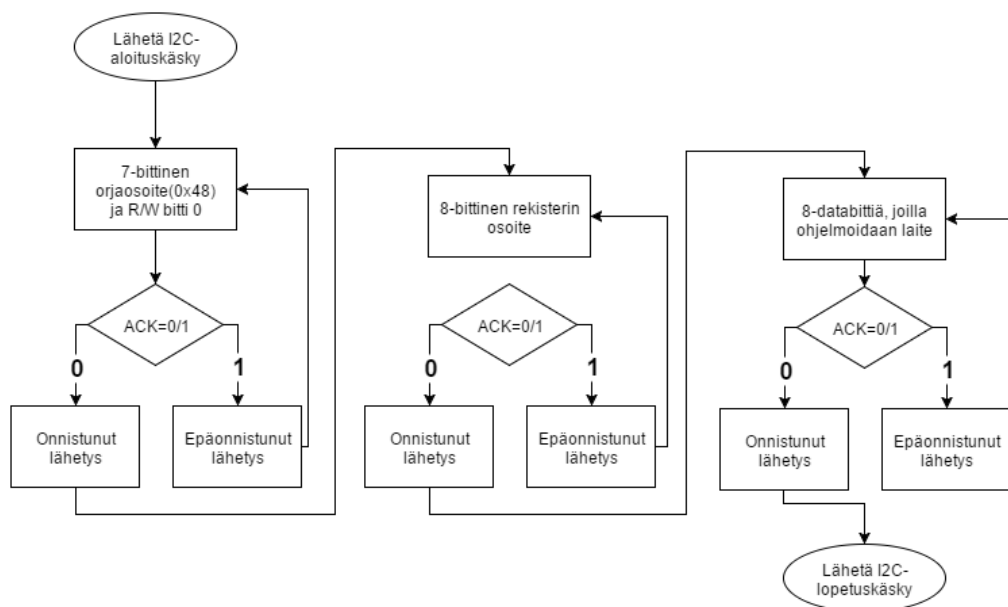 Lähetä I2C-
aloituskäsky
7-bittinen
orjaosoite(0x48)
ja R/W bitti 0
ACK=0/1
0
1
Onnistunut
lähetys
Epäonnistunut
lähetys
8-bittinen rekisterin
osoite
ACK=0/1
0
1
Onnistunut
lähetys
Epäonnistunut
lähetys
8-databittiä, joilla
ohjelmoidaan laite
ACK=0/1
0
1
Onnistunut
lähetys
Epäonnistunut
lähetys
Lähetä I2C-
lopetuskäsky